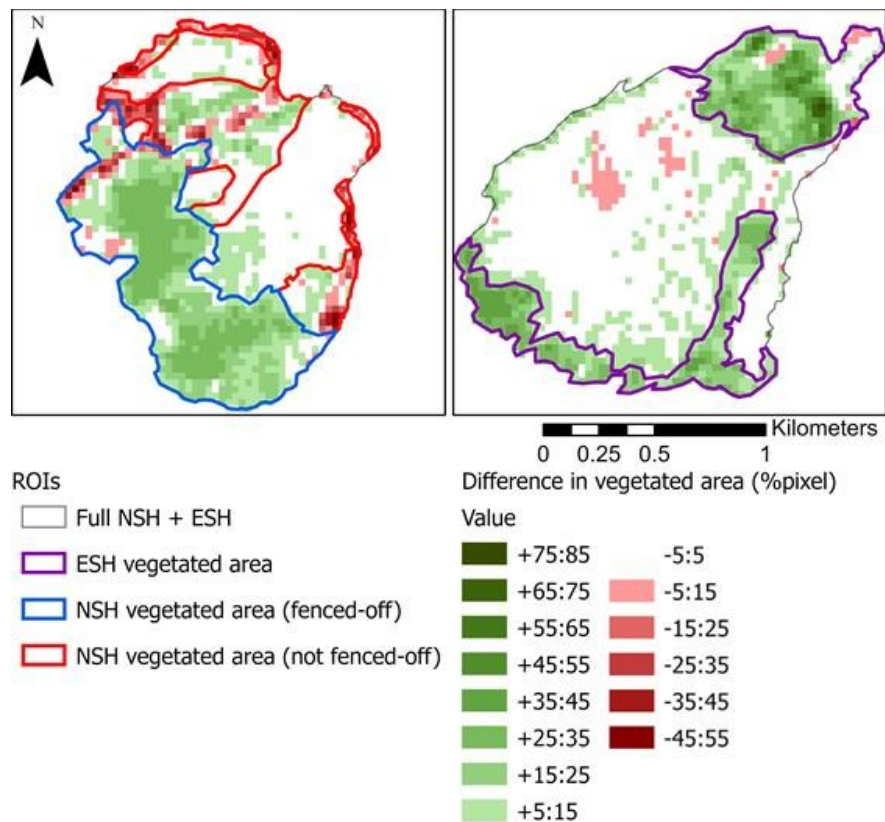 N
Kilometers
0 0.25 0.5 1
ROIs
Full NSH + ESH
ESH vegetated area
NSH vegetated area (fenced-off)
NSH vegetated area (not fenced-off)
Difference in vegetated area (%pixel)
Value
+75:85
+65:75
+55:65
+45:55
+35:45
+25:35
+15:25
+5:15
-5:5
-5:15
-15:25
-25:35
-35:45
-45:55